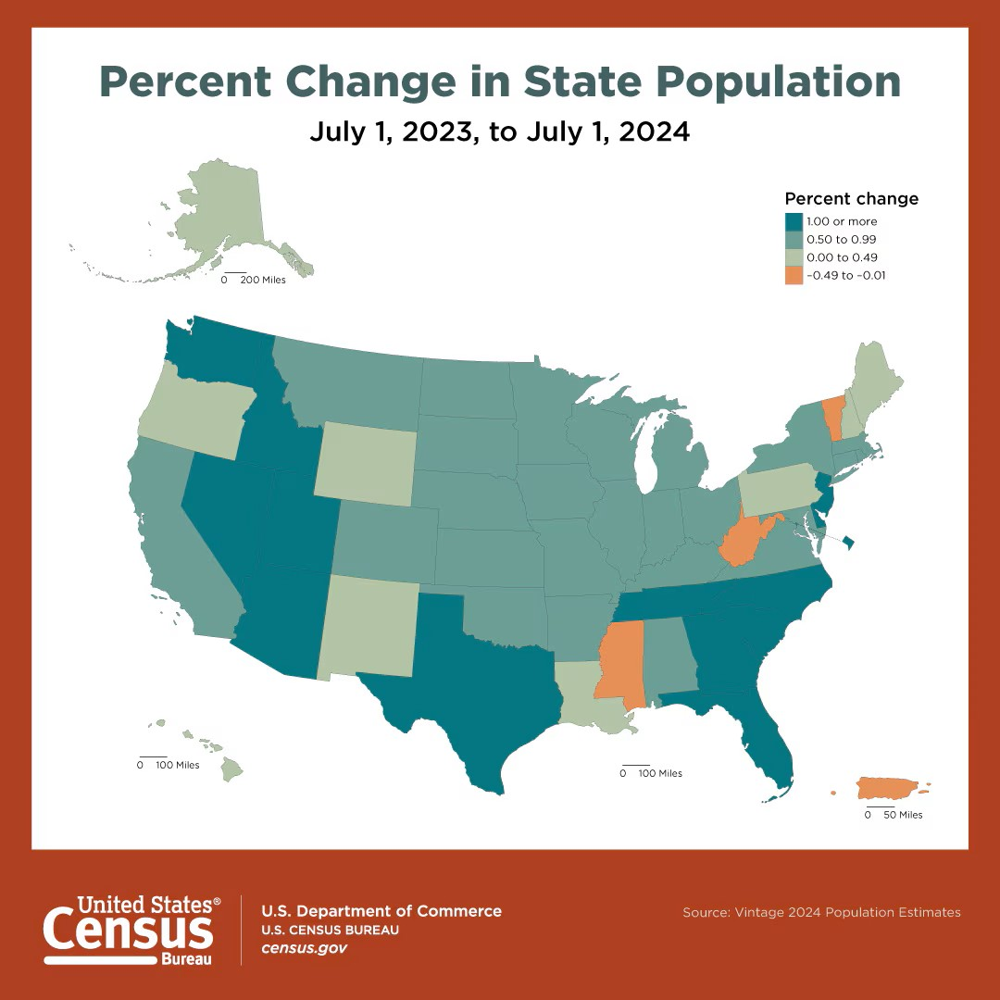 Percent Change in State Population
July 1, 2023, to July 1, 2024
Percent change
1.00 or more
0.50 to 0.99
0.00 to 0.49
–0.49 to –0.01
0 200 Miles
0 100 Miles
0 100 Miles
0 50 Miles
United States®
Census
Bureau
U.S. Department of Commerce
U.S. CENSUS BUREAU
census.gov
Source: Vintage 2024 Population Estimates